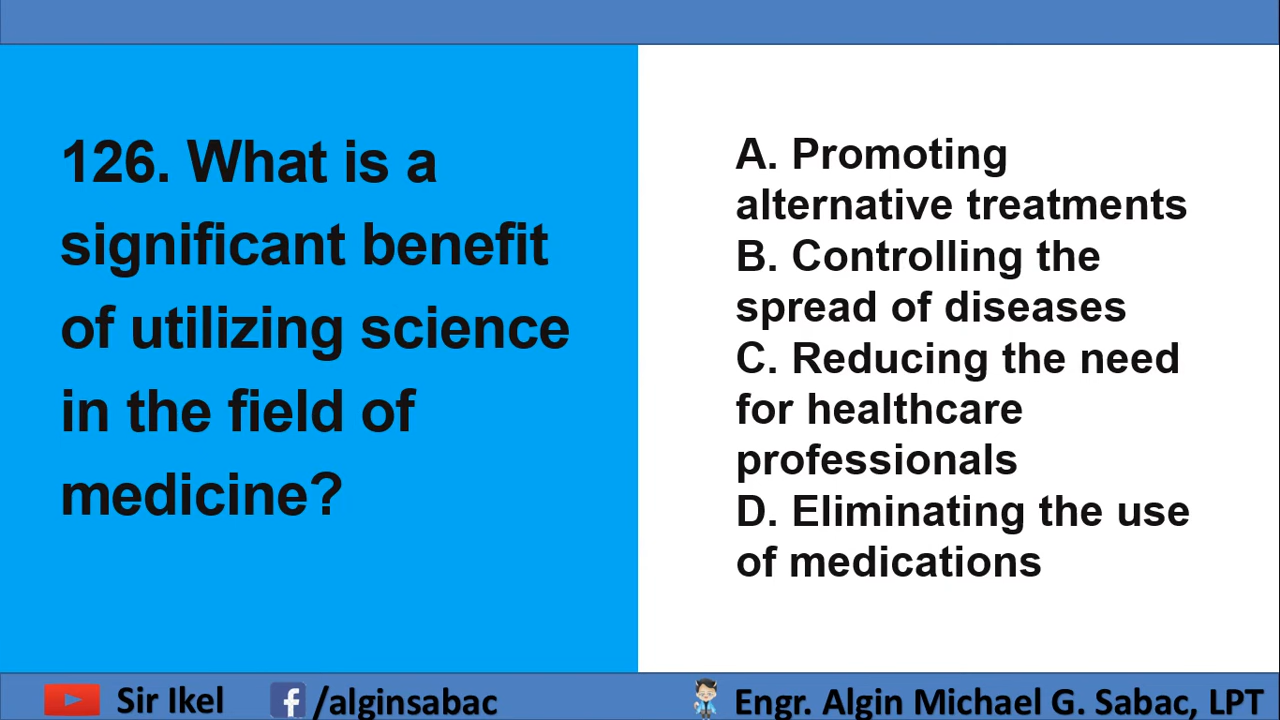 126. What is a
significant benefit
of utilizing science
in the field of
medicine?
A. Promoting
alternative treatments
B. Controlling the
spread of diseases
C. Reducing the need
for healthcare
professionals
D. Eliminating the use
of medications
Sir Ikel
f /alginsabac
Engr. Algin Michael G. Sabac, LPT